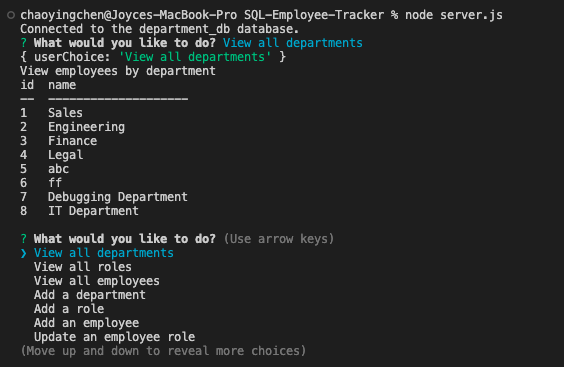 chaoyingchen@Joyces-MacBook-Pro SQL-Employee-Tracker % node server.js
Connected to the department_db database.
? What would you like to do? View all departments
{ userChoice: 'View all departments' }
View employees by department
id  name
--  --------------------
1   Sales
2   Engineering
3   Finance
4   Legal
5   abc
6   ff
7   Debugging Department
8   IT Department
? What would you like to do? (Use arrow keys)
❯ View all departments
  View all roles
  View all employees
  Add a department
  Add a role
  Add an employee
  Update an employee role
(Move up and down to reveal more choices)